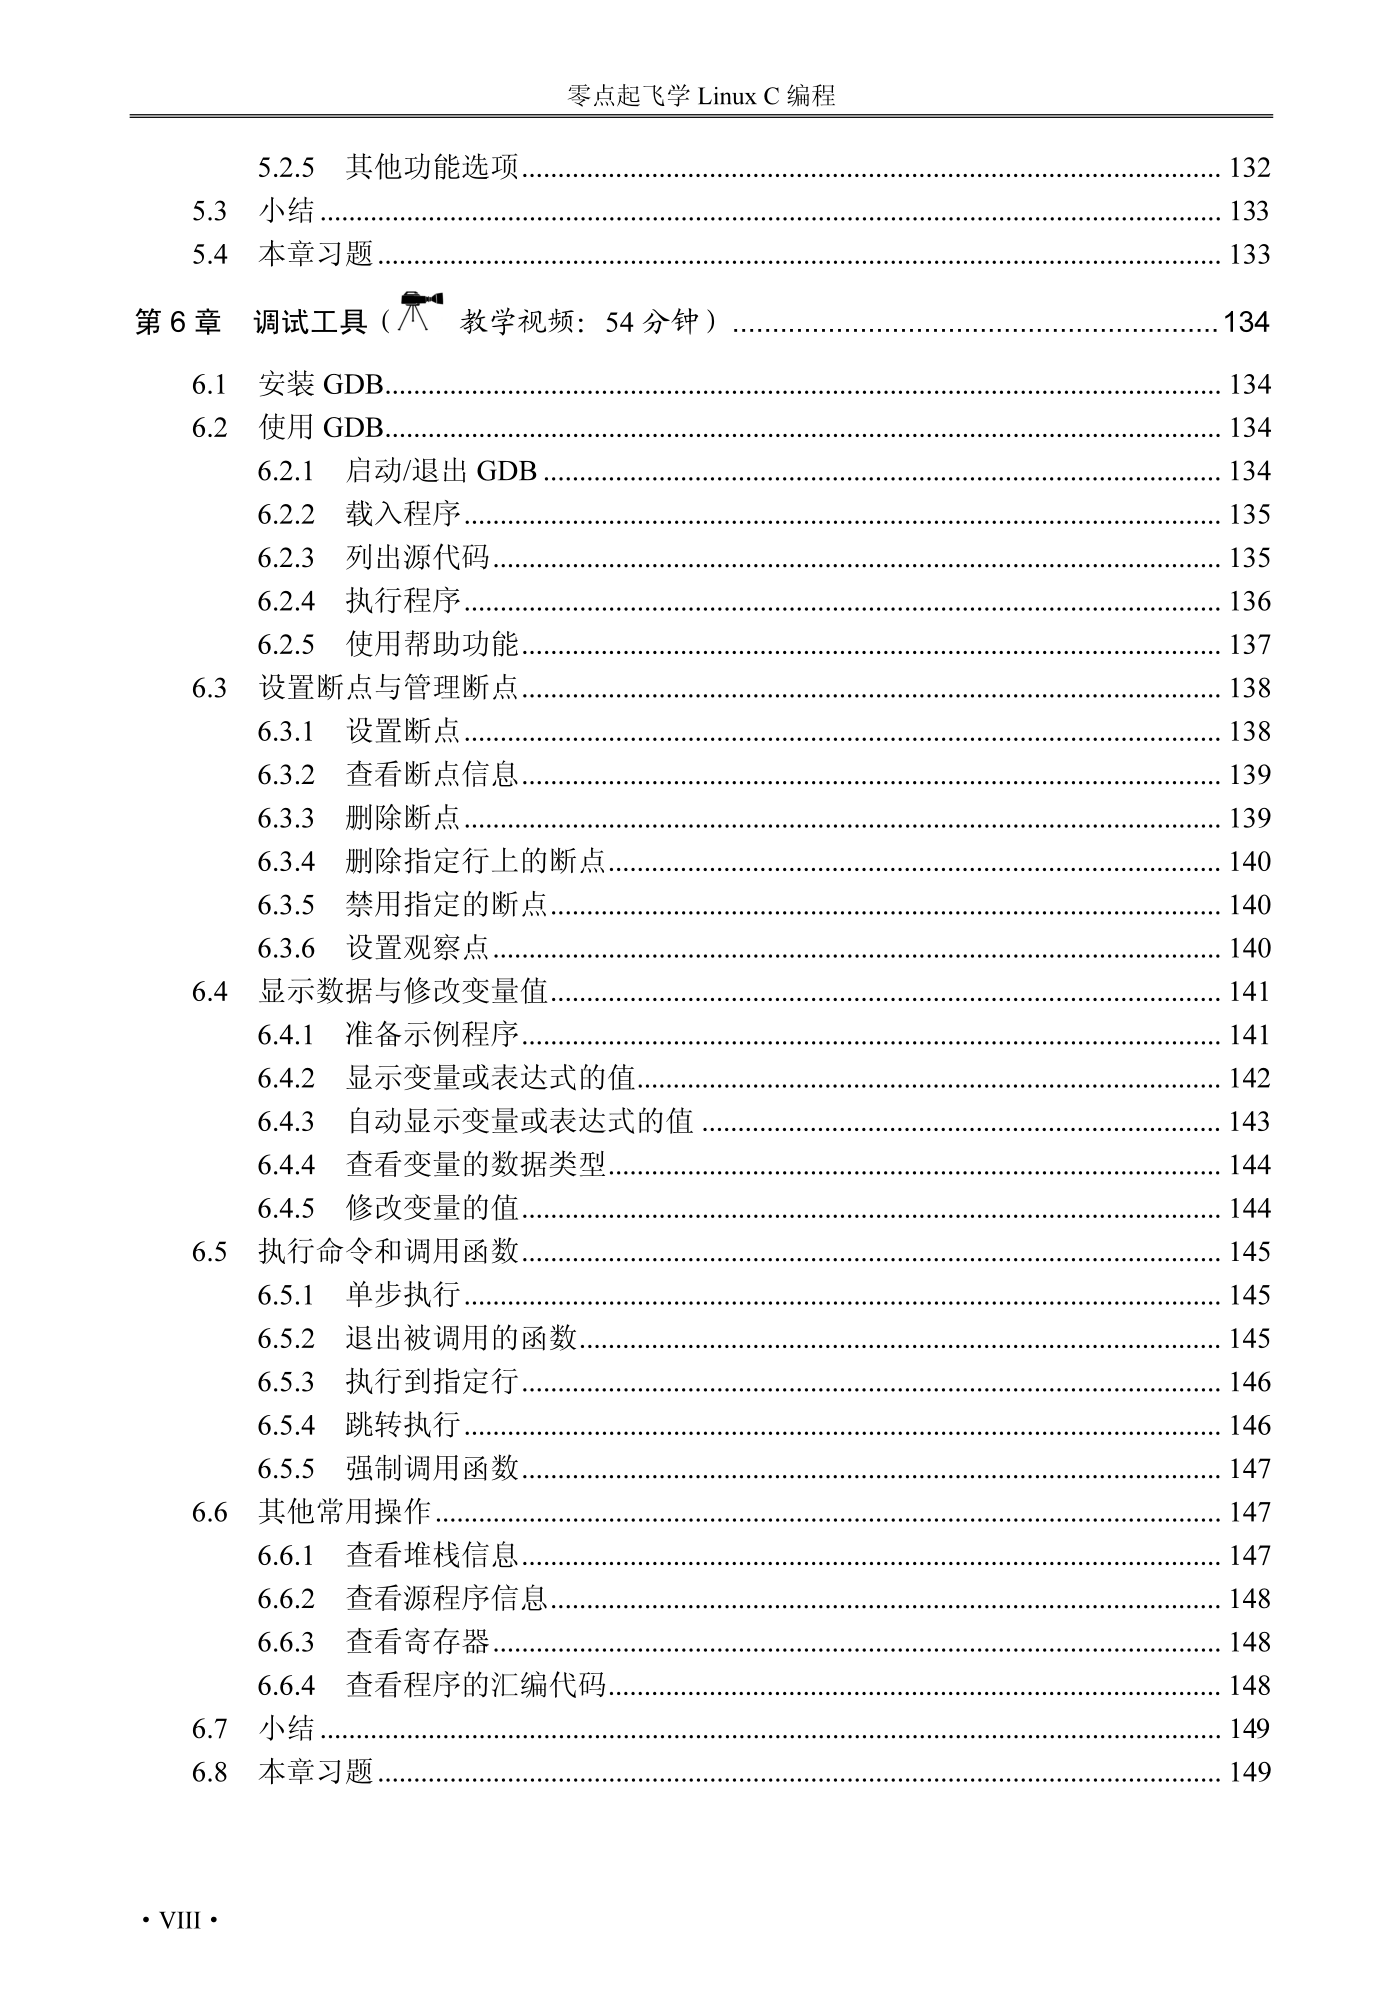 零点起飞学 Linux C 编程
5.2.5 其他功能选项 132
5.3 小结 133
5.4 本章习题 133
第 6 章 调试工具（ 教学视频：54 分钟） 134
6.1 安装 GDB 134
6.2 使用 GDB 134
6.2.1 启动/退出 GDB 134
6.2.2 载入程序 135
6.2.3 列出源代码 135
6.2.4 执行程序 136
6.2.5 使用帮助功能 137
6.3 设置断点与管理断点 138
6.3.1 设置断点 138
6.3.2 查看断点信息 139
6.3.3 删除断点 139
6.3.4 删除指定行上的断点 140
6.3.5 禁用指定的断点 140
6.3.6 设置观察点 140
6.4 显示数据与修改变量值 141
6.4.1 准备示例程序 141
6.4.2 显示变量或表达式的值 142
6.4.3 自动显示变量或表达式的值 143
6.4.4 查看变量的数据类型 144
6.4.5 修改变量的值 144
6.5 执行命令和调用函数 145
6.5.1 单步执行 145
6.5.2 退出被调用的函数 145
6.5.3 执行到指定行 146
6.5.4 跳转执行 146
6.5.5 强制调用函数 147
6.6 其他常用操作 147
6.6.1 查看堆栈信息 147
6.6.2 查看源程序信息 148
6.6.3 查看寄存器 148
6.6.4 查看程序的汇编代码 148
6.7 小结 149
6.8 本章习题 149
· VIII ·